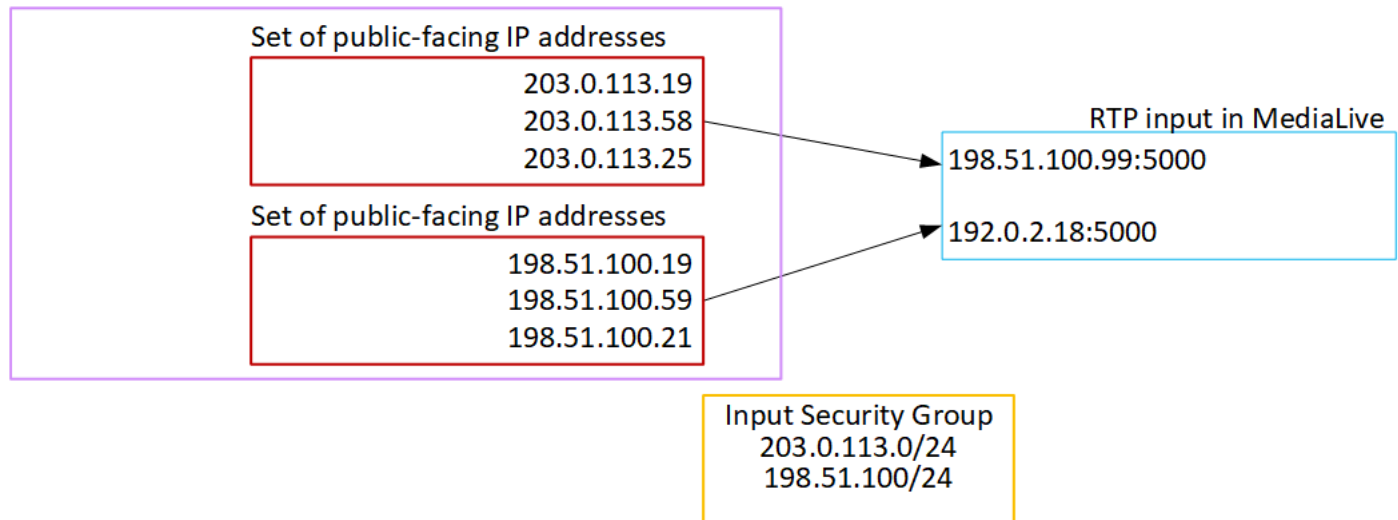 Set of public-facing IP addresses
203.0.113.19
203.0.113.58
203.0.113.25
Set of public-facing IP addresses
198.51.100.19
198.51.100.59
198.51.100.21
RTP input in MediaLive
198.51.100.99:5000
192.0.2.18:5000
Input Security Group
203.0.113.0/24
198.51.100/24